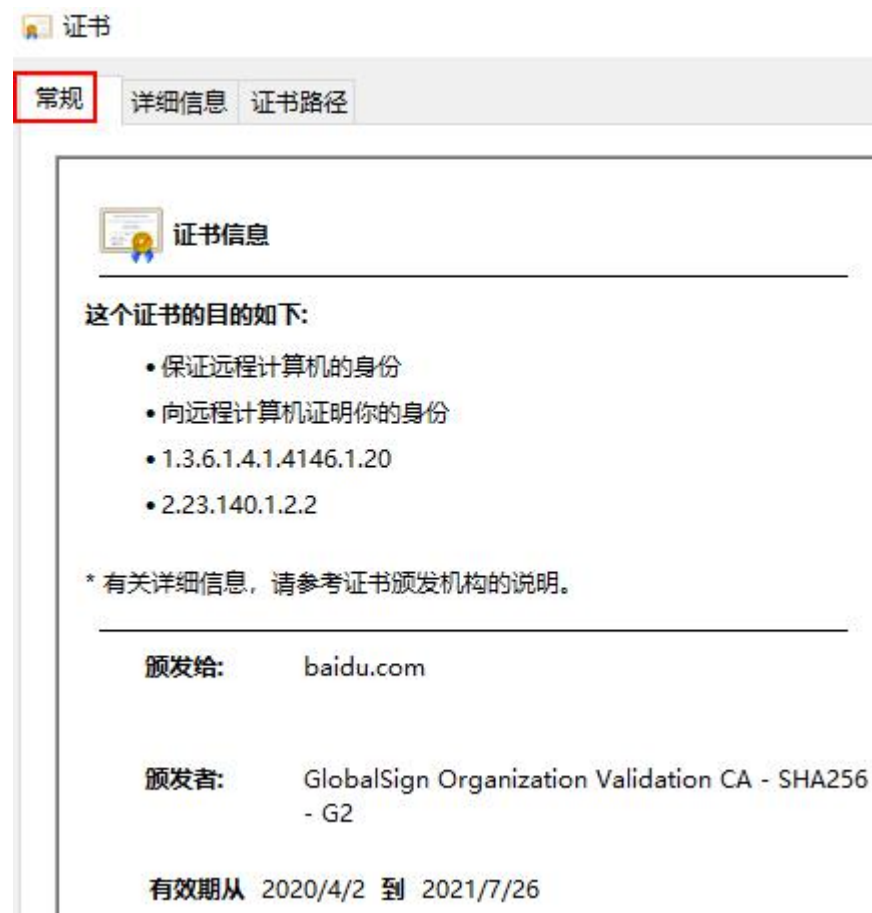 证书
常规 详细信息 证书路径
证书信息
这个证书的目的如下:
• 保证远程计算机的身份
• 向远程计算机证明你的身份
• 1.3.6.1.4.1.4146.1.20
• 2.23.140.1.2.2
* 有关详细信息，请参考证书颁发机构的说明。
颁发给: baidu.com
颁发者: GlobalSign Organization Validation CA - SHA256
- G2
有效期从 2020/4/2 到 2021/7/26